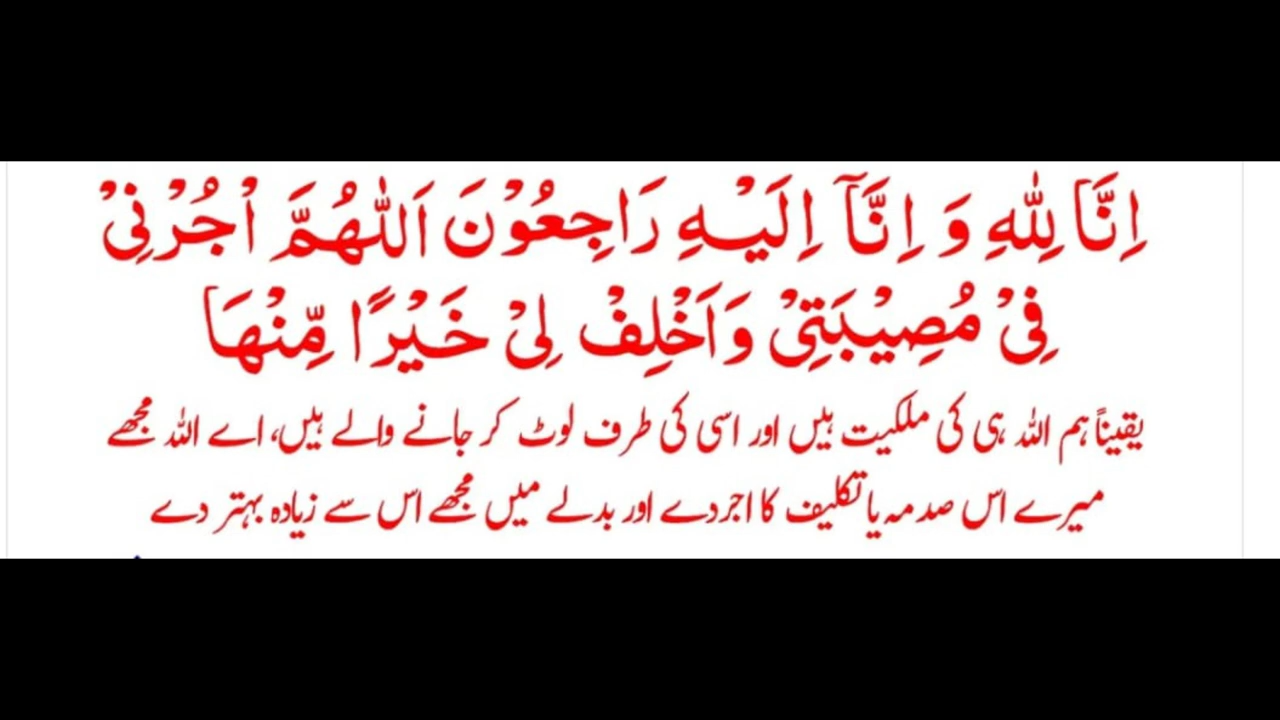 اِنَّا لِلّٰهِ وَ اِنَّآ اِلَيْهِ رَاجِعُوْنَ اَللّٰهُمَّ اْجُرْنِيْ
فِيْ مُصِيْبَتِيْ وَاَخْلِفْ لِيْ خَيْرًا مِّنْهَا
یقیناً ہم اللہ ہی کی ملکیت ہیں اور اسی کی طرف لوٹ کر جانے والے ہیں، اے اللہ مجھے
میرے اس صدمہ یا تکلیف کا اجر دے اور بدلے میں مجھے اس سے زیادہ بہتر دے